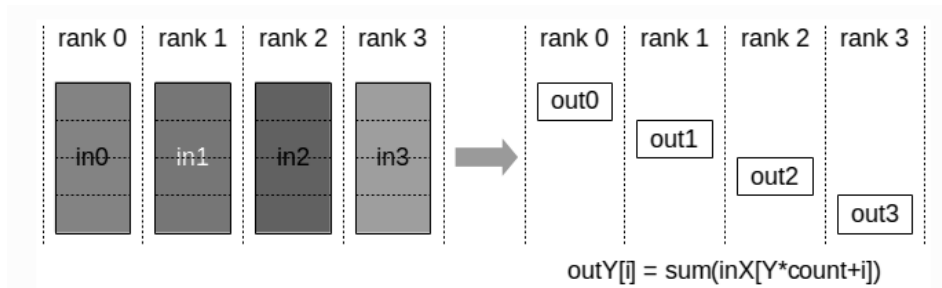 rank 0 rank 1 rank 2 rank 3 rank 0 rank 1 rank 2 rank 3
out0
out1
in0 in1 in2 in3
out2
out3
outY[i] = sum(inX[Y*count+i])